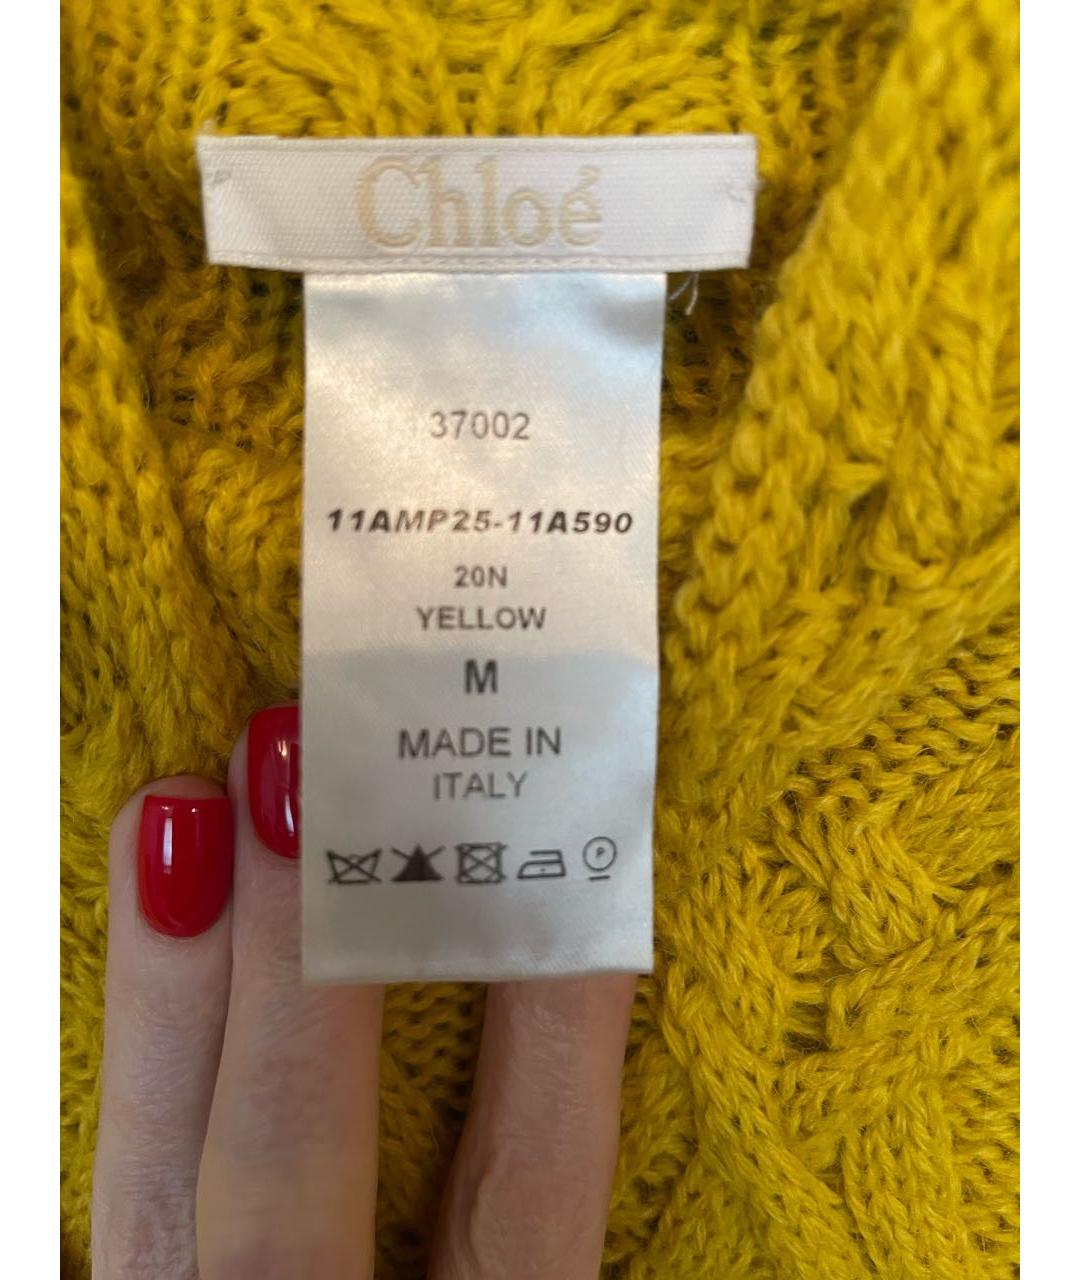 Chloé
37002
11AMP25-11A590
20N
YELLOW
M
MADE IN
ITALY
P